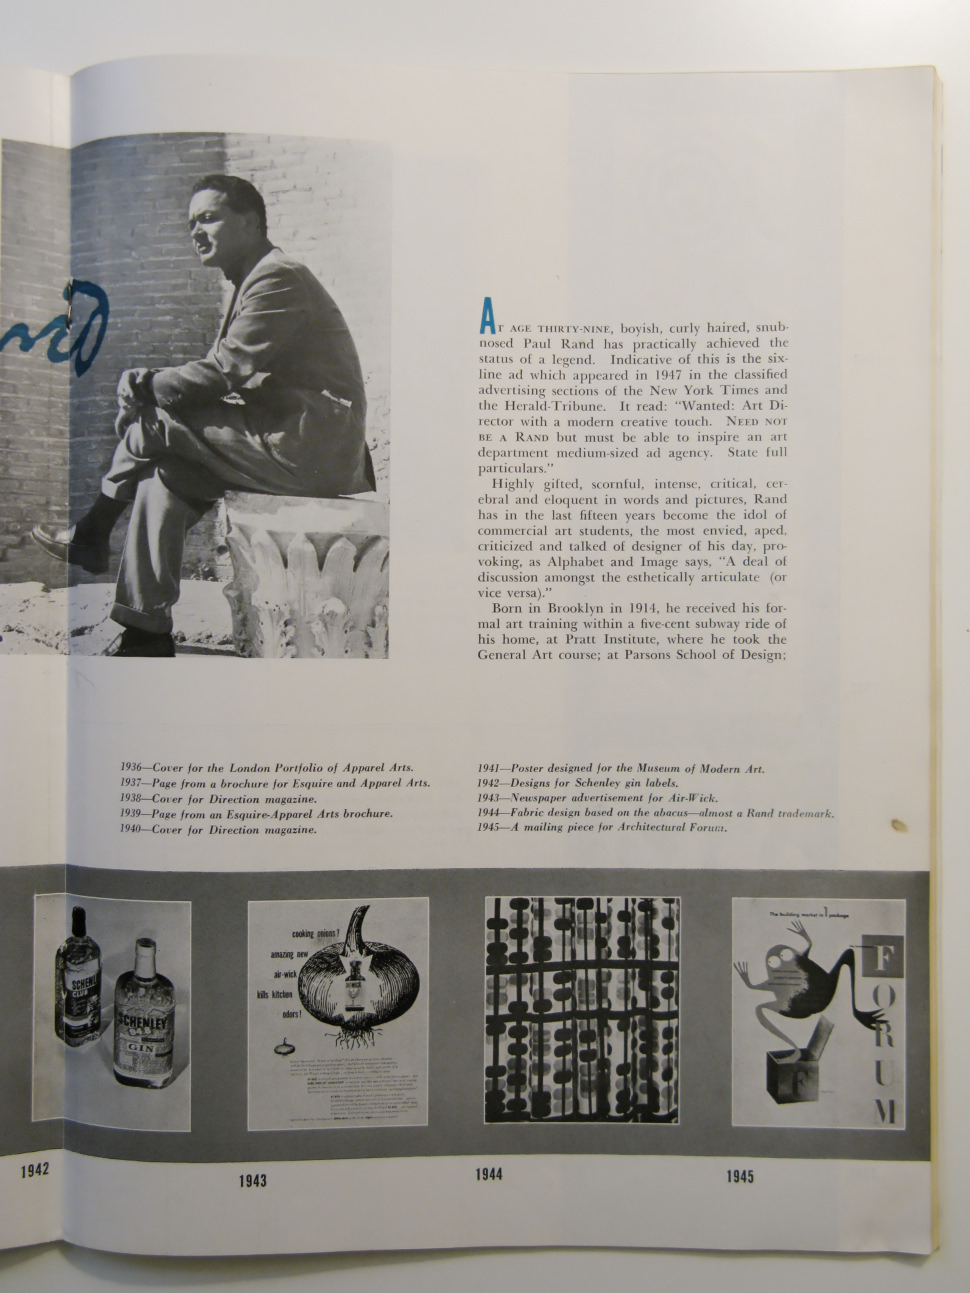 At age thirty-nine, boyish, curly haired, snub-
nosed Paul Rand has practically achieved the
status of a legend. Indicative of this is the six-
line ad which appeared in 1947 in the classified
advertising sections of the New York Times and
the Herald-Tribune. It read: “Wanted: Art Di-
rector with a modern creative touch. Need not
be a Rand but must be able to inspire an art
department medium-sized ad agency. State full
particulars.”
Highly gifted, scornful, intense, critical, cer-
ebral and eloquent in words and pictures, Rand
has in the last fifteen years become the idol of
commercial art students, the most envied, aped,
criticized and talked of designer of his day, pro-
voking, as Alphabet and Image says, “A deal of
discussion amongst the esthetically articulate (or
vice versa).”
Born in Brooklyn in 1914, he received his for-
mal art training within a five-cent subway ride of
his home, at Pratt Institute, where he took the
General Art course; at Parsons School of Design;
1936—Cover for the London Portfolio of Apparel Arts.
1937—Page from a brochure for Esquire and Apparel Arts.
1938—Cover for Direction magazine.
1939—Page from an Esquire-Apparel Arts brochure.
1940—Cover for Direction magazine.
1941—Poster designed for the Museum of Modern Art.
1942—Designs for Schenley gin labels.
1943—Newspaper advertisement for Air-Wick.
1944—Fabric design based on the abacus—almost a Rand trademark.
1945—A mailing piece for Architectural Forum.
SCHENLEY
GIN
cooking onions?
amazing new
air-wick
kills kitchen
odors!
The building market in 1 package
F
O
R
U
M
F
1942
1943
1944
1945